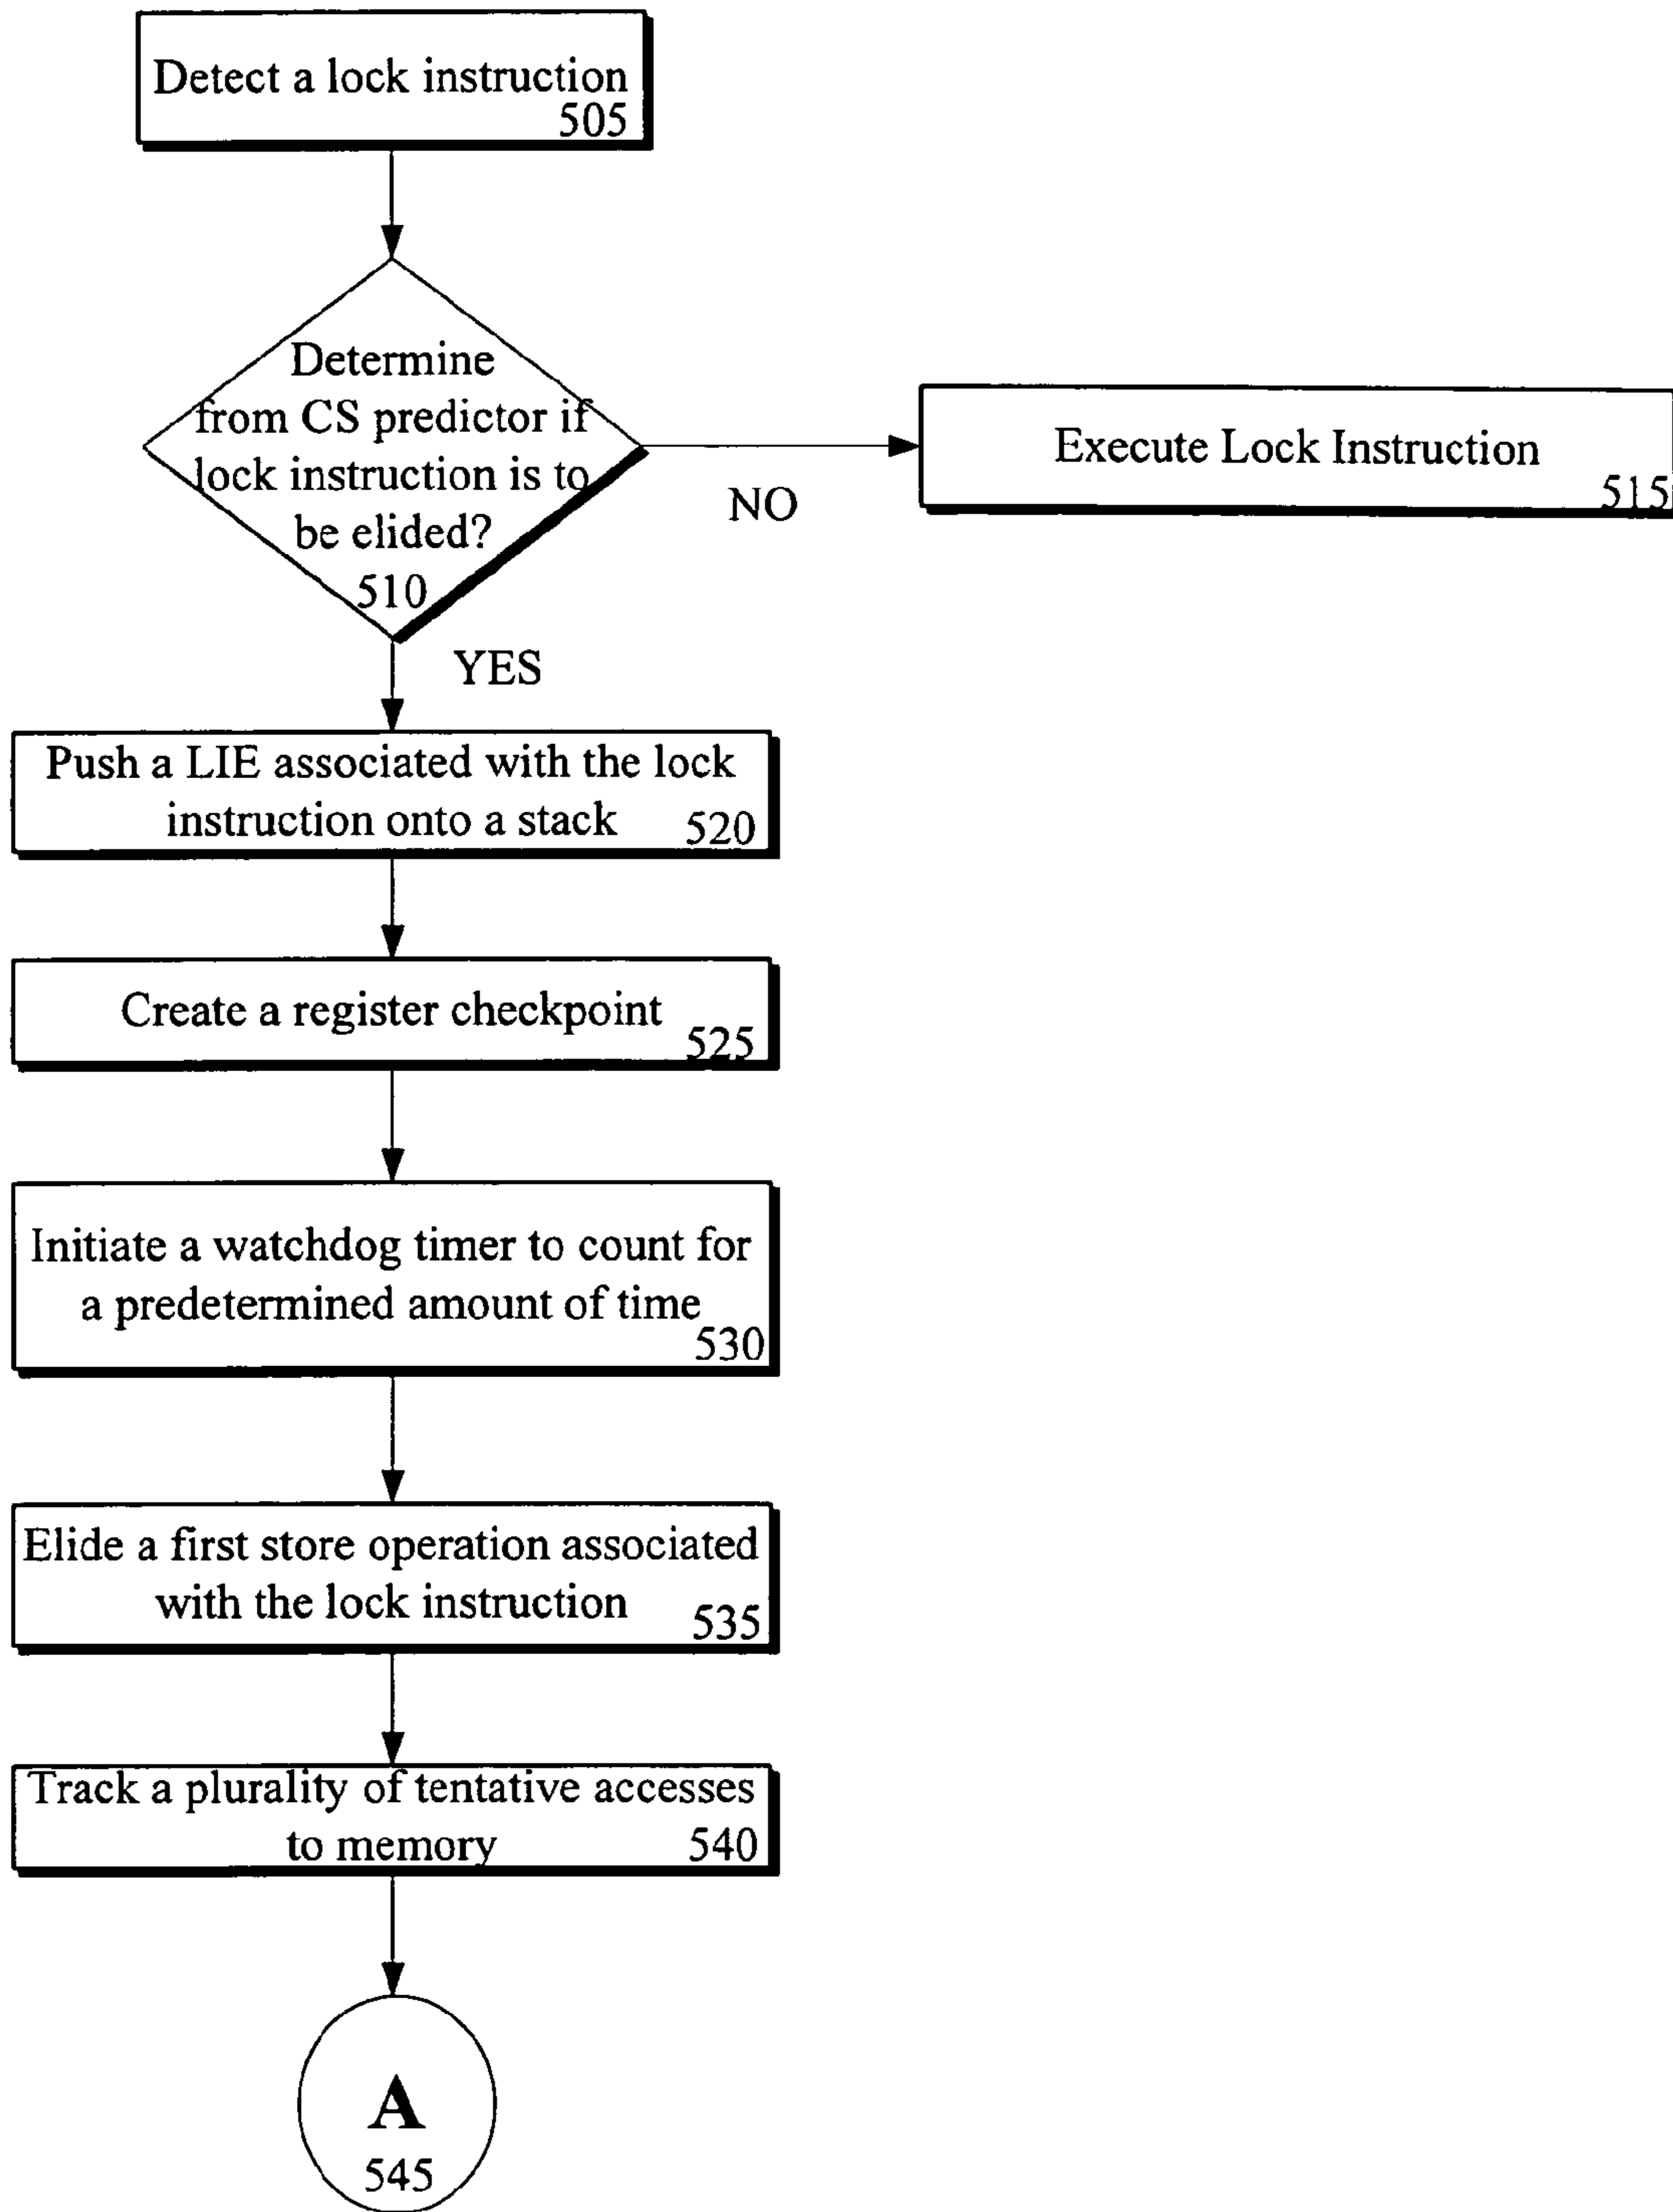 Detect a lock instruction
505
Determine
from CS predictor if
lock instruction is to
be elided?
510
NO
Execute Lock Instruction
515
YES
Push a LIE associated with the lock
instruction onto a stack 520
Create a register checkpoint
525
Initiate a watchdog timer to count for
a predetermined amount of time
530
Elide a first store operation associated
with the lock instruction 535
Track a plurality of tentative accesses
to memory 540
A
545